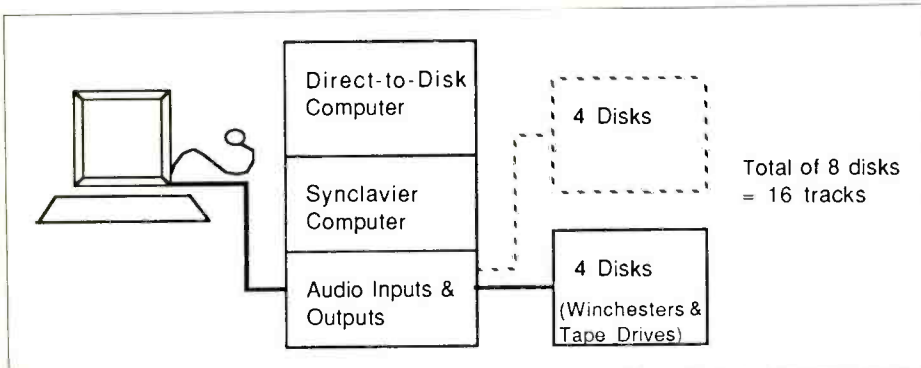 Direct-to-Disk
Computer
Synclavier
Computer
Audio Inputs &
Outputs
4 Disks
4 Disks
(Winchesters &
Tape Drives)
Total of 8 disks
= 16 tracks